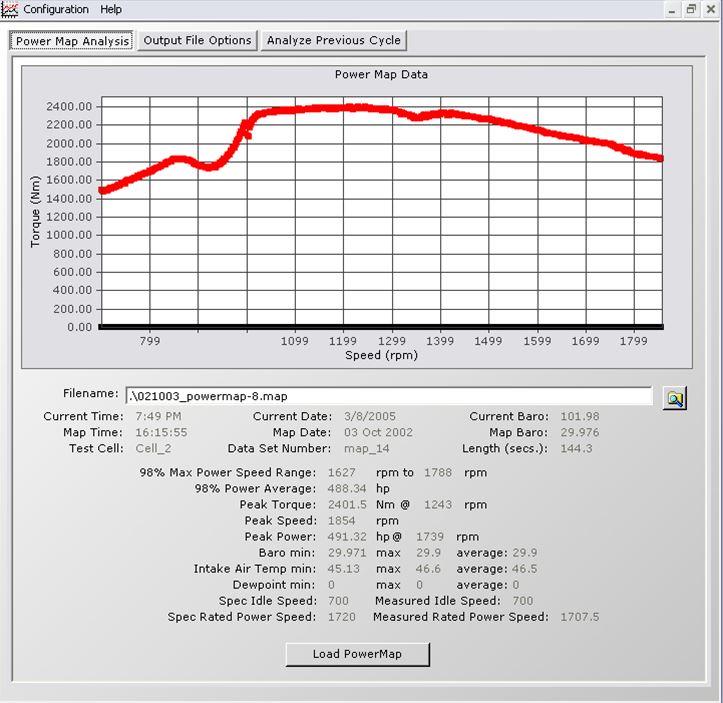 Configuration Help
Power Map Analysis Output File Options Analyze Previous Cycle
Power Map Data
2400.00
2200.00
2000.00
1800.00
1600.00
1400.00
1200.00
1000.00
800.00
600.00
400.00
200.00
0.00
Torque (Nm)
799 1099 1199 1299 1399 1499 1599 1699 1799
Speed (rpm)
Filename: .\021003_powermap-8.map
Current Time: 7:49 PM Current Date: 3/8/2005 Current Baro: 101.98
Map Time: 16:15:55 Map Date: 03 Oct 2002 Map Baro: 29.976
Test Cell: Cell_2 Data Set Number: map_14 Length (secs.): 144.3
98% Max Power Speed Range: 1627 rpm to 1788 rpm
98% Power Average: 488.34 hp
Peak Torque: 2401.5 Nm @ 1243 rpm
Peak Speed: 1854 rpm
Peak Power: 491.32 hp @ 1739 rpm
Baro min: 29.971 max 29.9 average: 29.9
Intake Air Temp min: 45.13 max 46.6 average: 46.5
Dewpoint min: 0 max 0 average: 0
Spec Idle Speed: 700 Measured Idle Speed: 700
Spec Rated Power Speed: 1720 Measured Rated Power Speed: 1707.5
Load PowerMap